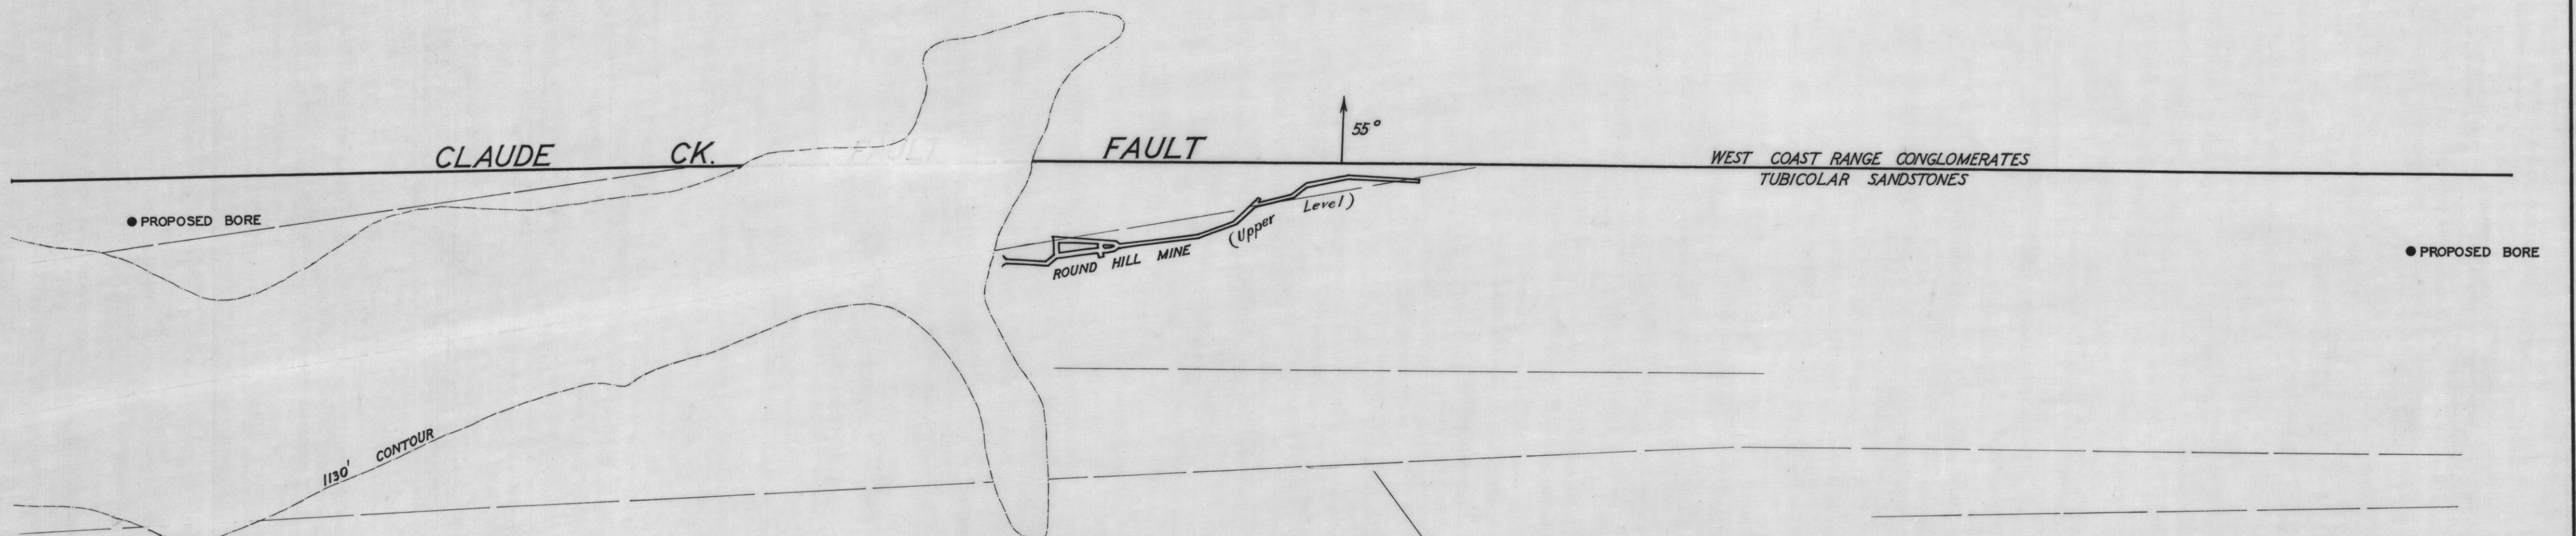 CLAUDE CK. FAULT
55°
WEST COAST RANGE CONGLOMERATES
TUBICOLAR SANDSTONES
PROPOSED BORE
ROUND HILL MINE (Upper Level)
PROPOSED BORE
1130' CONTOUR